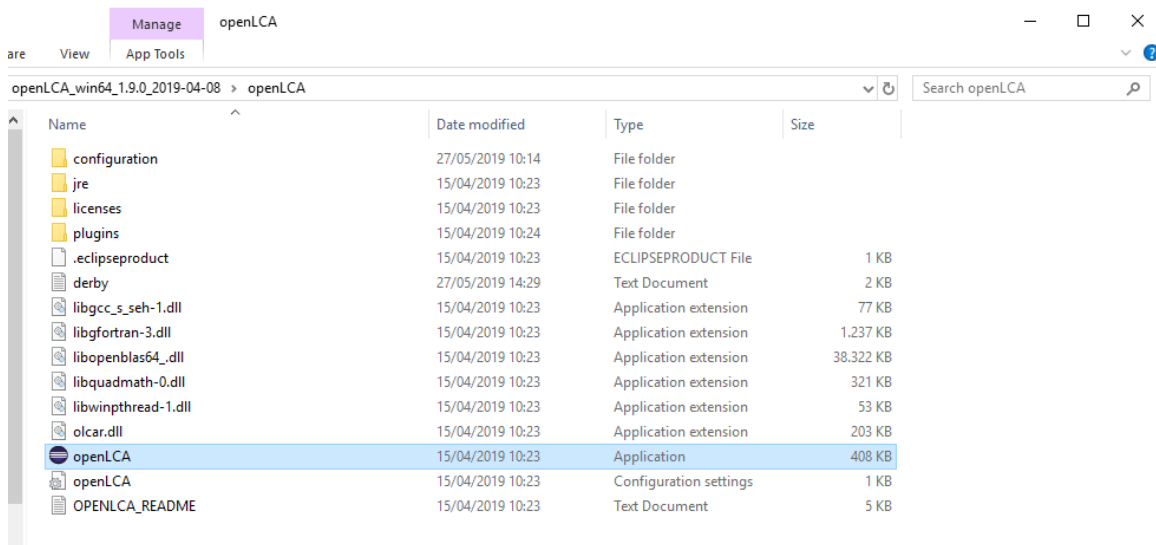 Manage openLCA
are View App Tools
openLCA_win64_1.9.0_2019-04-08 > openLCA Search openLCA
Name Date modified Type Size
configuration 27/05/2019 10:14 File folder
jre 15/04/2019 10:23 File folder
licenses 15/04/2019 10:23 File folder
plugins 15/04/2019 10:24 File folder
.eclipseproduct 15/04/2019 10:23 ECLIPSEPRODUCT File 1 KB
derby 27/05/2019 14:29 Text Document 2 KB
libgcc_s_seh-1.dll 15/04/2019 10:23 Application extension 77 KB
libgfortran-3.dll 15/04/2019 10:23 Application extension 1.237 KB
libopenblas64_.dll 15/04/2019 10:23 Application extension 38.322 KB
libquadmath-0.dll 15/04/2019 10:23 Application extension 321 KB
libwinpthread-1.dll 15/04/2019 10:23 Application extension 53 KB
olcar.dll 15/04/2019 10:23 Application extension 203 KB
openLCA 15/04/2019 10:23 Application 408 KB
openLCA 15/04/2019 10:23 Configuration settings 1 KB
OPENLCA_README 15/04/2019 10:23 Text Document 5 KB